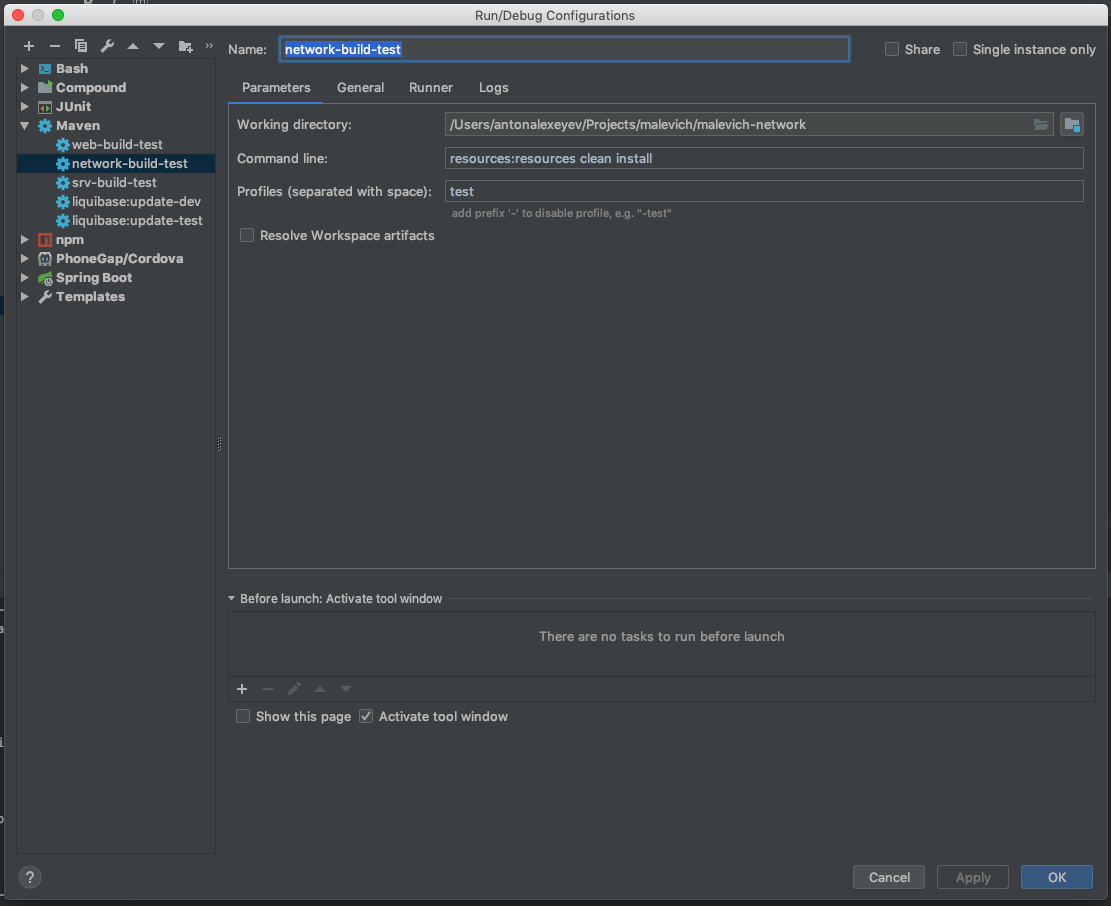 Run/Debug Configurations
Name: network-build-test
Share
Single instance only
Bash
Compound
JUnit
Maven
web-build-test
network-build-test
srv-build-test
liquibase:update-dev
liquibase:update-test
npm
PhoneGap/Cordova
Spring Boot
Templates
Parameters General Runner Logs
Working directory: /Users/antonalexeyev/Projects/malevich/malevich-network
Command line: resources:resources clean install
Profiles (separated with space): test
add prefix '-' to disable profile, e.g. "-test"
Resolve Workspace artifacts
Before launch: Activate tool window
There are no tasks to run before launch
Show this page Activate tool window
? Cancel Apply OK